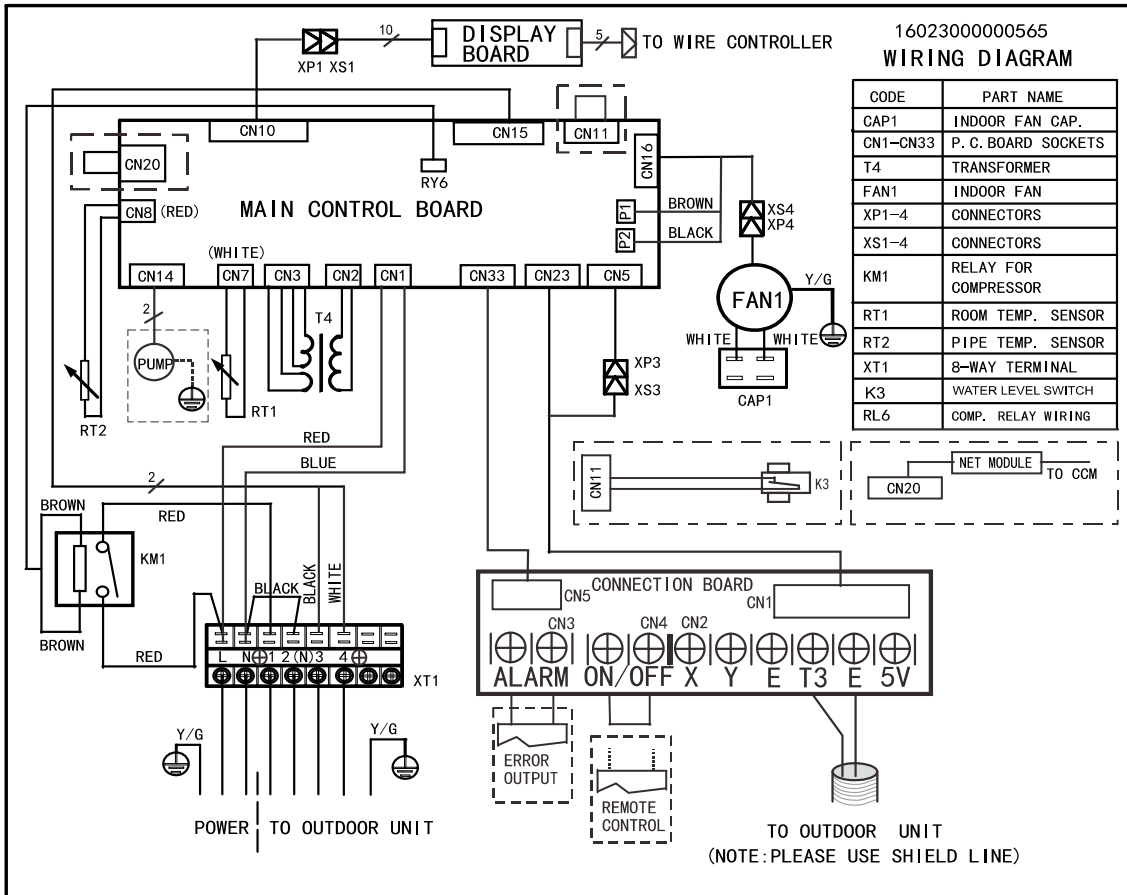 16023000000565
WIRING DIAGRAM
CODE PART NAME
CAP1 INDOOR FAN CAP.
CN1-CN33 P.C.BOARD SOCKETS
T4 TRANSFORMER
FAN1 INDOOR FAN
XP1-4 CONNECTORS
XS1-4 CONNECTORS
KM1 RELAY FOR
COMPRESSOR
RT1 ROOM TEMP. SENSOR
RT2 PIPE TEMP. SENSOR
XT1 8-WAY TERMINAL
K3 WATER LEVEL SWITCH
RL6 COMP. RELAY WIRING
10
DISPLAY
BOARD
5
TO WIRE CONTROLLER
XP1 XS1
CN10
CN15
CN11
CN20
CN16
RY6
CN8 (RED)
MAIN CONTROL BOARD
P1
BROWN
P2
BLACK
XS4
XP4
(WHITE)
CN14
CN7
CN3
CN2
CN1
CN33
CN23
CN5
FAN1
Y/G
2
T4
PUMP
WHITE
WHITE
CAP1
XP3
XS3
RT2
RT1
RED
BLUE
2
BROWN
RED
KM1
BLACK
BLACK
WHITE
BROWN
RED
L N 1 2(N)3 4
XT1
Y/G
Y/G
POWER TO OUTDOOR UNIT
CN11
K3
CN20
NET MODULE
TO CCM
CONNECTION BOARD
CN5
CN1
CN3
CN4
CN2
ALARM ON/OFF X Y E T3 E 5V
ERROR
OUTPUT
REMOTE
CONTROL
TO OUTDOOR UNIT
(NOTE:PLEASE USE SHIELD LINE)